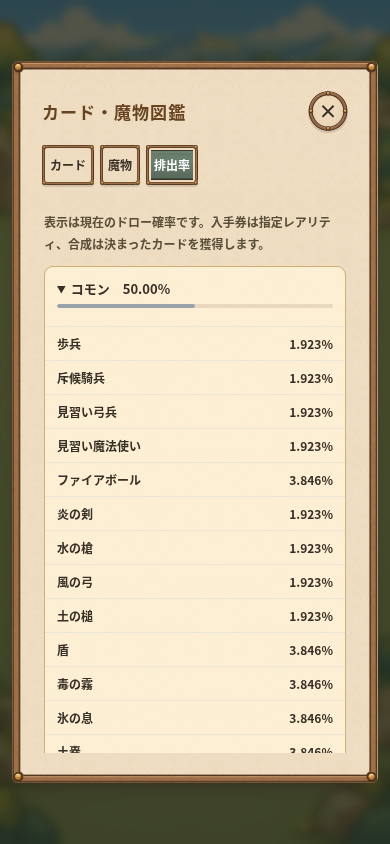 カード・魔物図鑑
カード 魔物 排出率
表示は現在のドロー確率です。入手券は指定レアリテ
ィ、合成は決まったカードを獲得します。
▼ コモン 50.00%
歩兵 1.923%
斥候騎兵 1.923%
見習い弓兵 1.923%
見習い魔法使い 1.923%
ファイアボール 3.846%
炎の剣 1.923%
水の槍 1.923%
風の弓 1.923%
土の槌 1.923%
盾 3.846%
毒の霧 3.846%
氷の息 3.846%
3.846%